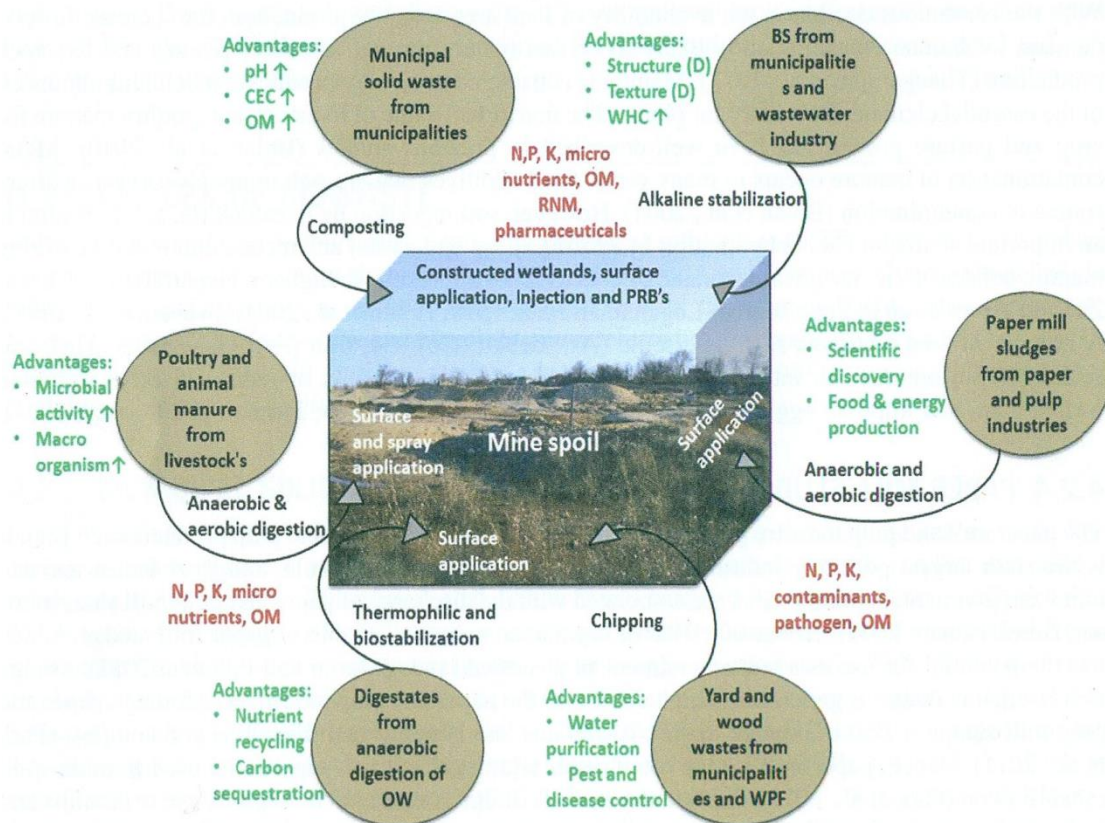 Advantages:
• pH ↑
• CEC ↑
• OM ↑
Municipal
solid waste
from
municipalities
Advantages:
• Structure (D)
• Texture (D)
• WHC ↑
BS from
municipalitie
s and
wastewater
industry
N,P, K, micro
nutrients, OM,
RNM,
pharmaceuticals
Composting
Alkaline stabilization
Constructed wetlands, surface
application, Injection and PRB's
Advantages:
• Microbial
activity ↑
• Macro
organism ↑
Poultry and
animal
manure
from
livestock's
Advantages:
• Scientific
discovery
• Food & energy
production
Paper mill
sludges
from paper
and pulp
industries
Surface
and spray
application
Mine spoil
Surface
application
Anaerobic &
aerobic digestion
Anaerobic and
aerobic digestion
Surface
application
N, P, K, micro
nutrients, OM
Thermophilic and
biostabilization
Chipping
N, P, K,
contaminants,
pathogen, OM
Advantages:
• Nutrient
recycling
• Carbon
sequestration
Digestates
from
anaerobic
digestion of
OW
Advantages:
• Water
purification
• Pest and
disease control
Yard and
wood
wastes from
municipaliti
es and WPF